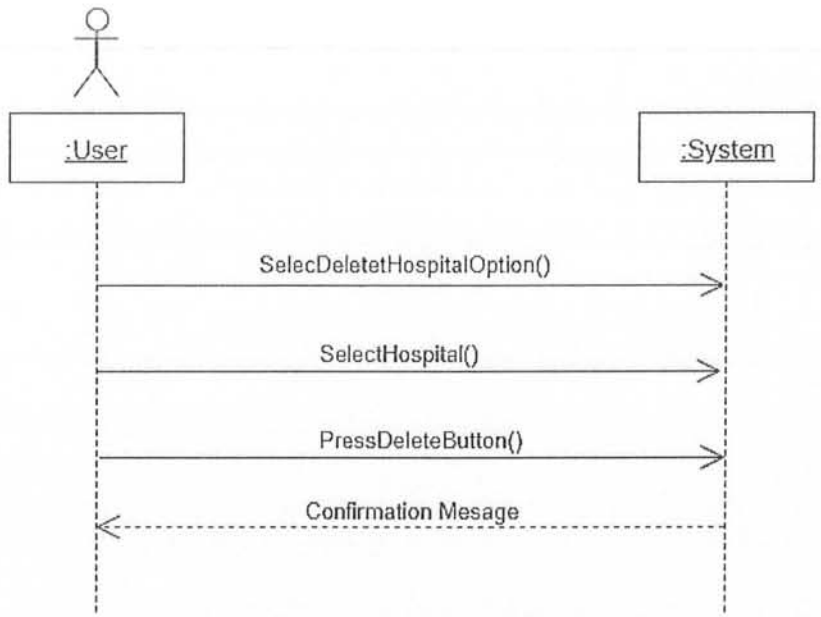 :User
:System
SelecDeletetHospitalOption()
SelectHospital()
PressDeleteButton()
Confirmation Mesage